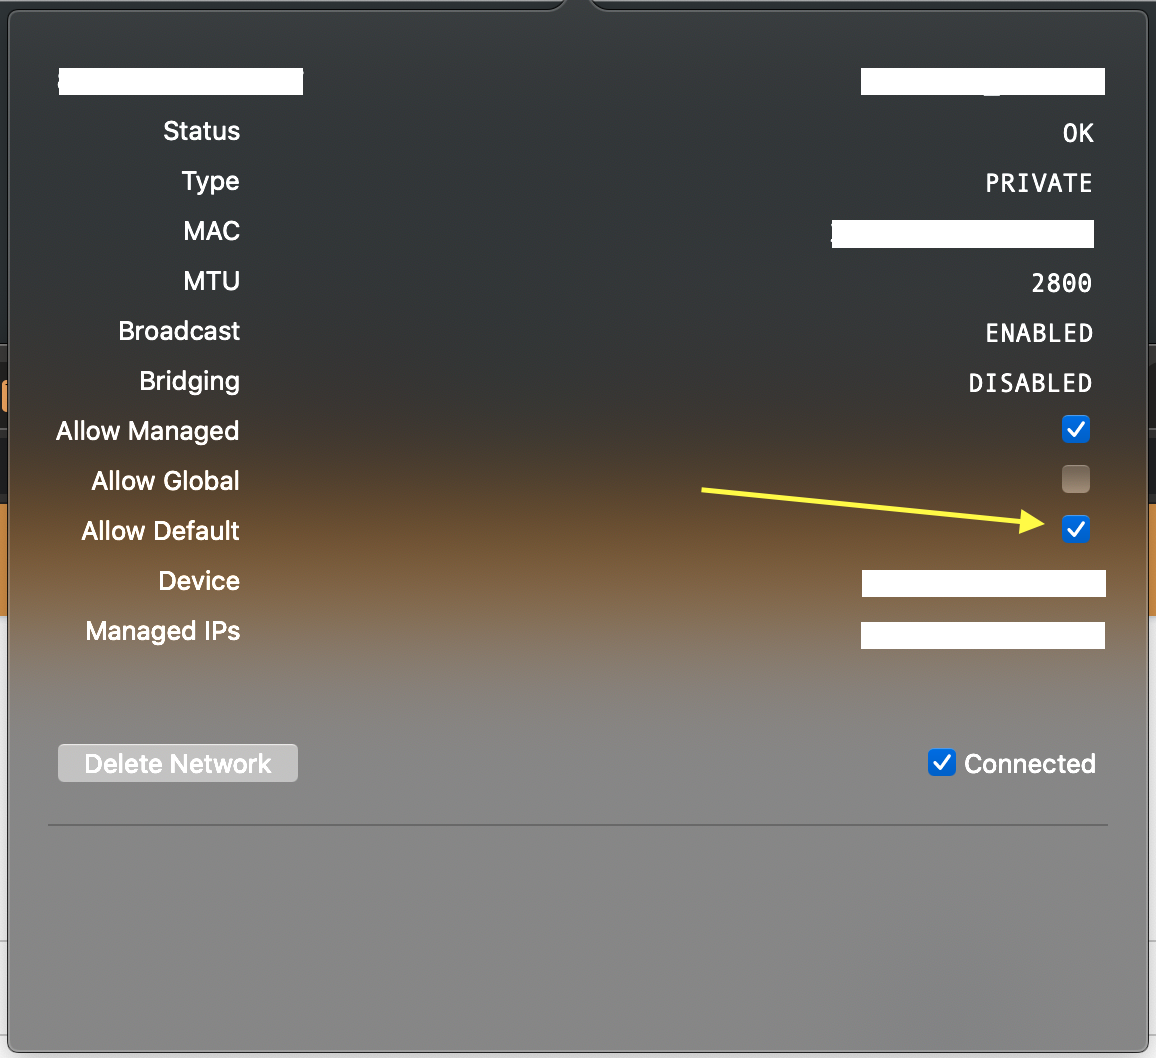 Status OK
Type PRIVATE
MAC
MTU 2800
Broadcast ENABLED
Bridging DISABLED
Allow Managed
Allow Global
Allow Default
Device
Managed IPs
Delete Network Connected